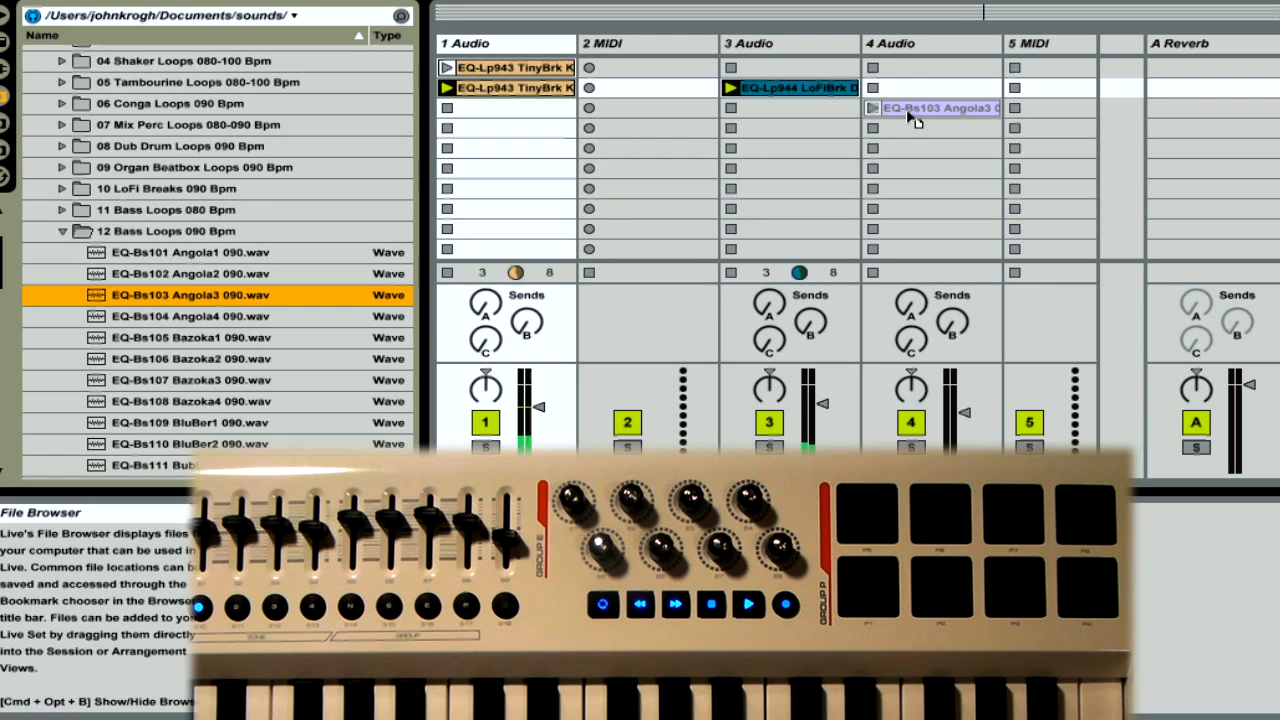 /Users/johnkrogh/Documents/sounds/
Name Type
04 Shaker Loops 080-100 Bpm
05 Tambourine Loops 080-100 Bpm
06 Conga Loops 090 Bpm
07 Mix Perc Loops 080-090 Bpm
08 Dub Drum Loops 090 Bpm
09 Organ Beatbox Loops 090 Bpm
10 LoFi Breaks 090 Bpm
11 Bass Loops 080 Bpm
12 Bass Loops 090 Bpm
EQ-Bs101 Angola1 090.wav Wave
EQ-Bs102 Angola2 090.wav Wave
EQ-Bs103 Angola3 090.wav Wave
EQ-Bs104 Angola4 090.wav Wave
EQ-Bs105 Bazoka1 090.wav Wave
EQ-Bs106 Bazoka2 090.wav Wave
EQ-Bs107 Bazoka3 090.wav Wave
EQ-Bs108 Bazoka4 090.wav Wave
EQ-Bs109 BluBer1 090.wav Wave
EQ-Bs110 BluBer2 090.wav Wave
EQ-Bs111 Bub
1 Audio 2 MIDI 3 Audio 4 Audio 5 MIDI A Reverb
EQ-Lp943 TinyBrk K
EQ-Lp943 TinyBrk K EQ-Lp944 LoFiBrk D
EQ-Bs103 Angola3 0
3 8 3 8
Sends Sends Sends Sends
A B A B A B A B
C C C C
1 2 3 4 5 A
S S S S S
File Browser
Live's File Browser displays files
your computer that can be used in
Live. Common file locations can b
saved and accessed through the
Bookmark chooser in the Browser
title bar. Files can be added to yo
Live Set by dragging them directly
into the Session or Arrangement
Views.
[Cmd + Opt + B] Show/Hide Brows
GROUP E
GROUP P
ZONE GROUP